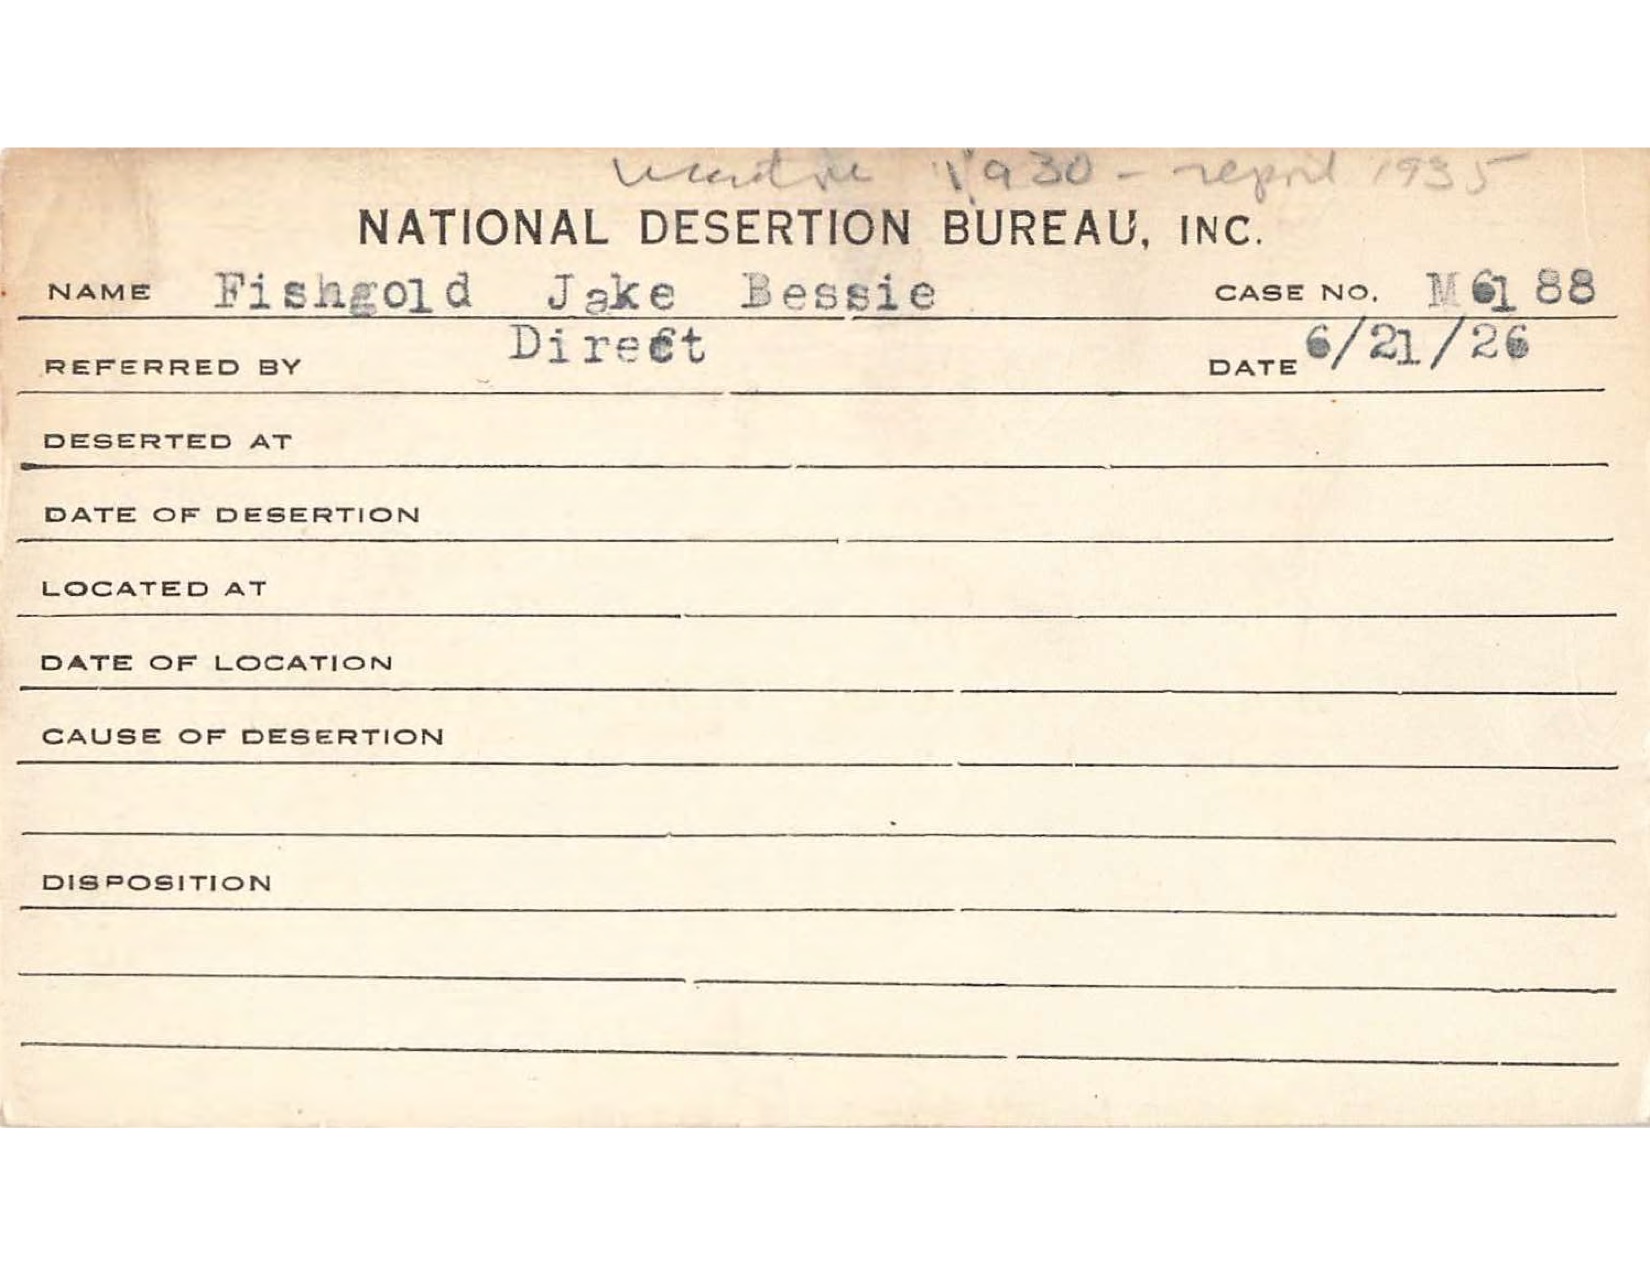 1930 - 1935
NATIONAL DESERTION BUREAU, INC.
NAME Fishgold Jake Bessie CASE NO. M6188
REFERRED BY Direct DATE 6/21/26
DESERTED AT
DATE OF DESERTION
LOCATED AT
DATE OF LOCATION
CAUSE OF DESERTION
DISPOSITION